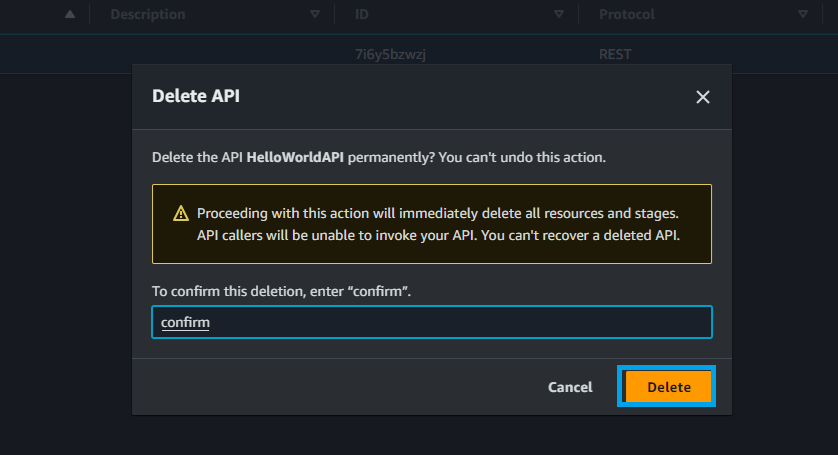 Description ID Protocol
7i6y5bzwzj REST
Delete API
Delete the API HelloWorldAPI permanently? You can't undo this action.
Proceeding with this action will immediately delete all resources and stages.
API callers will be unable to invoke your API. You can't recover a deleted API.
To confirm this deletion, enter “confirm”.
confirm
Cancel Delete